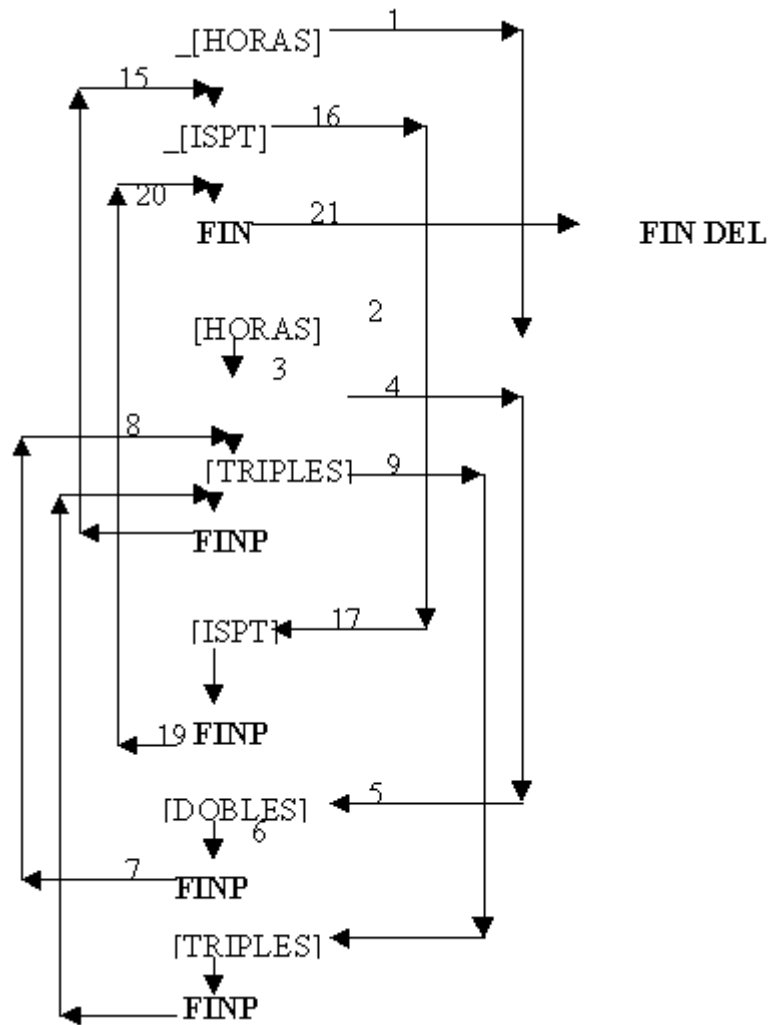 1
_[HORAS]
15
_[ISPT] 16
20
FIN 21 FIN DEL
2
[HORAS]
3
4
8
[TRIPLES] 9
FINP
[ISPT] 17
19 FINP
[DOBLES] 5
6
7 FINP
[TRIPLES]
FINP